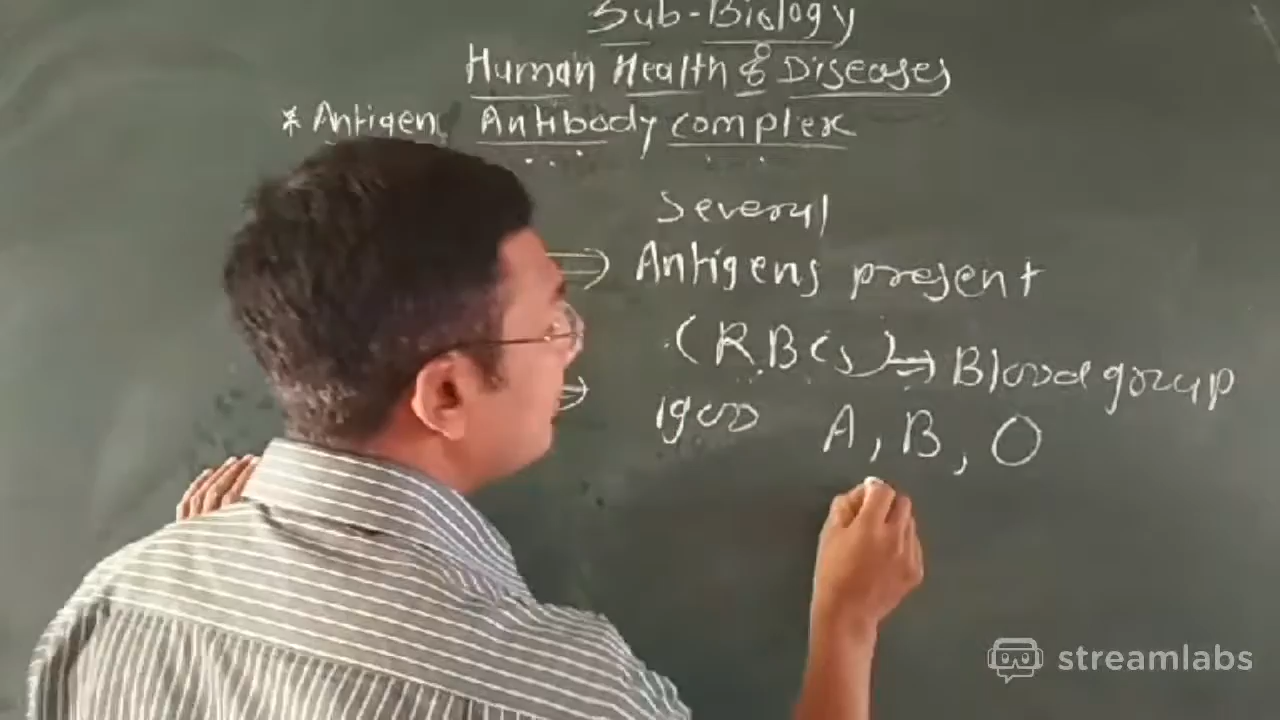 Sub-Biology
Human Health & Diseases
* Antigen Antibody complex
Several
Antigens present
(RBCs) → Blood group
1900 A, B, O
streamlabs